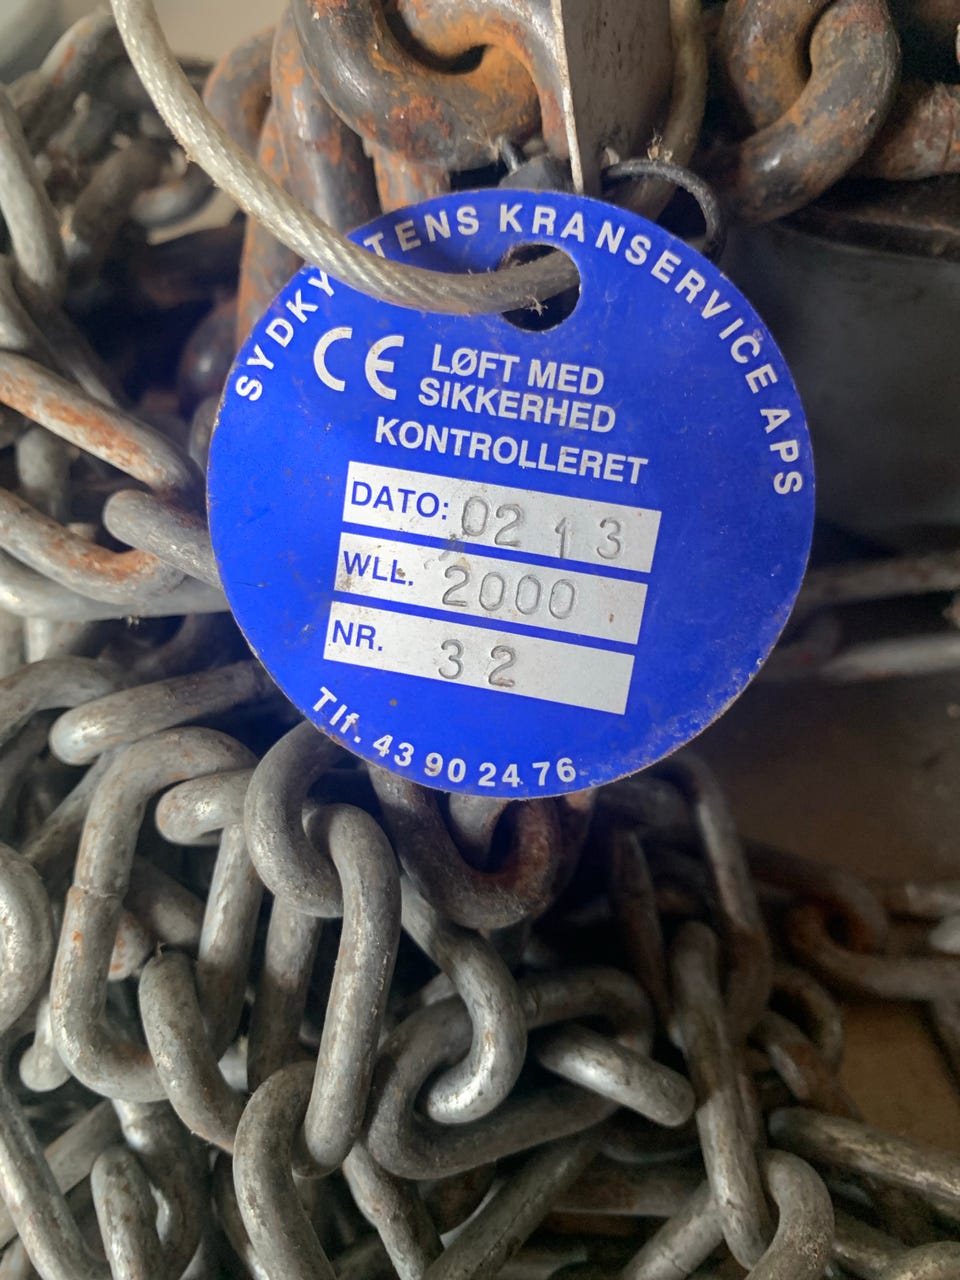 SYDKY TENS KRANSERVICE APS
CE LØFT MED
SIKKERHED
KONTROLLERET
DATO: 02 13
WLL. 2000
NR. 32
Tlf. 43 90 24 76